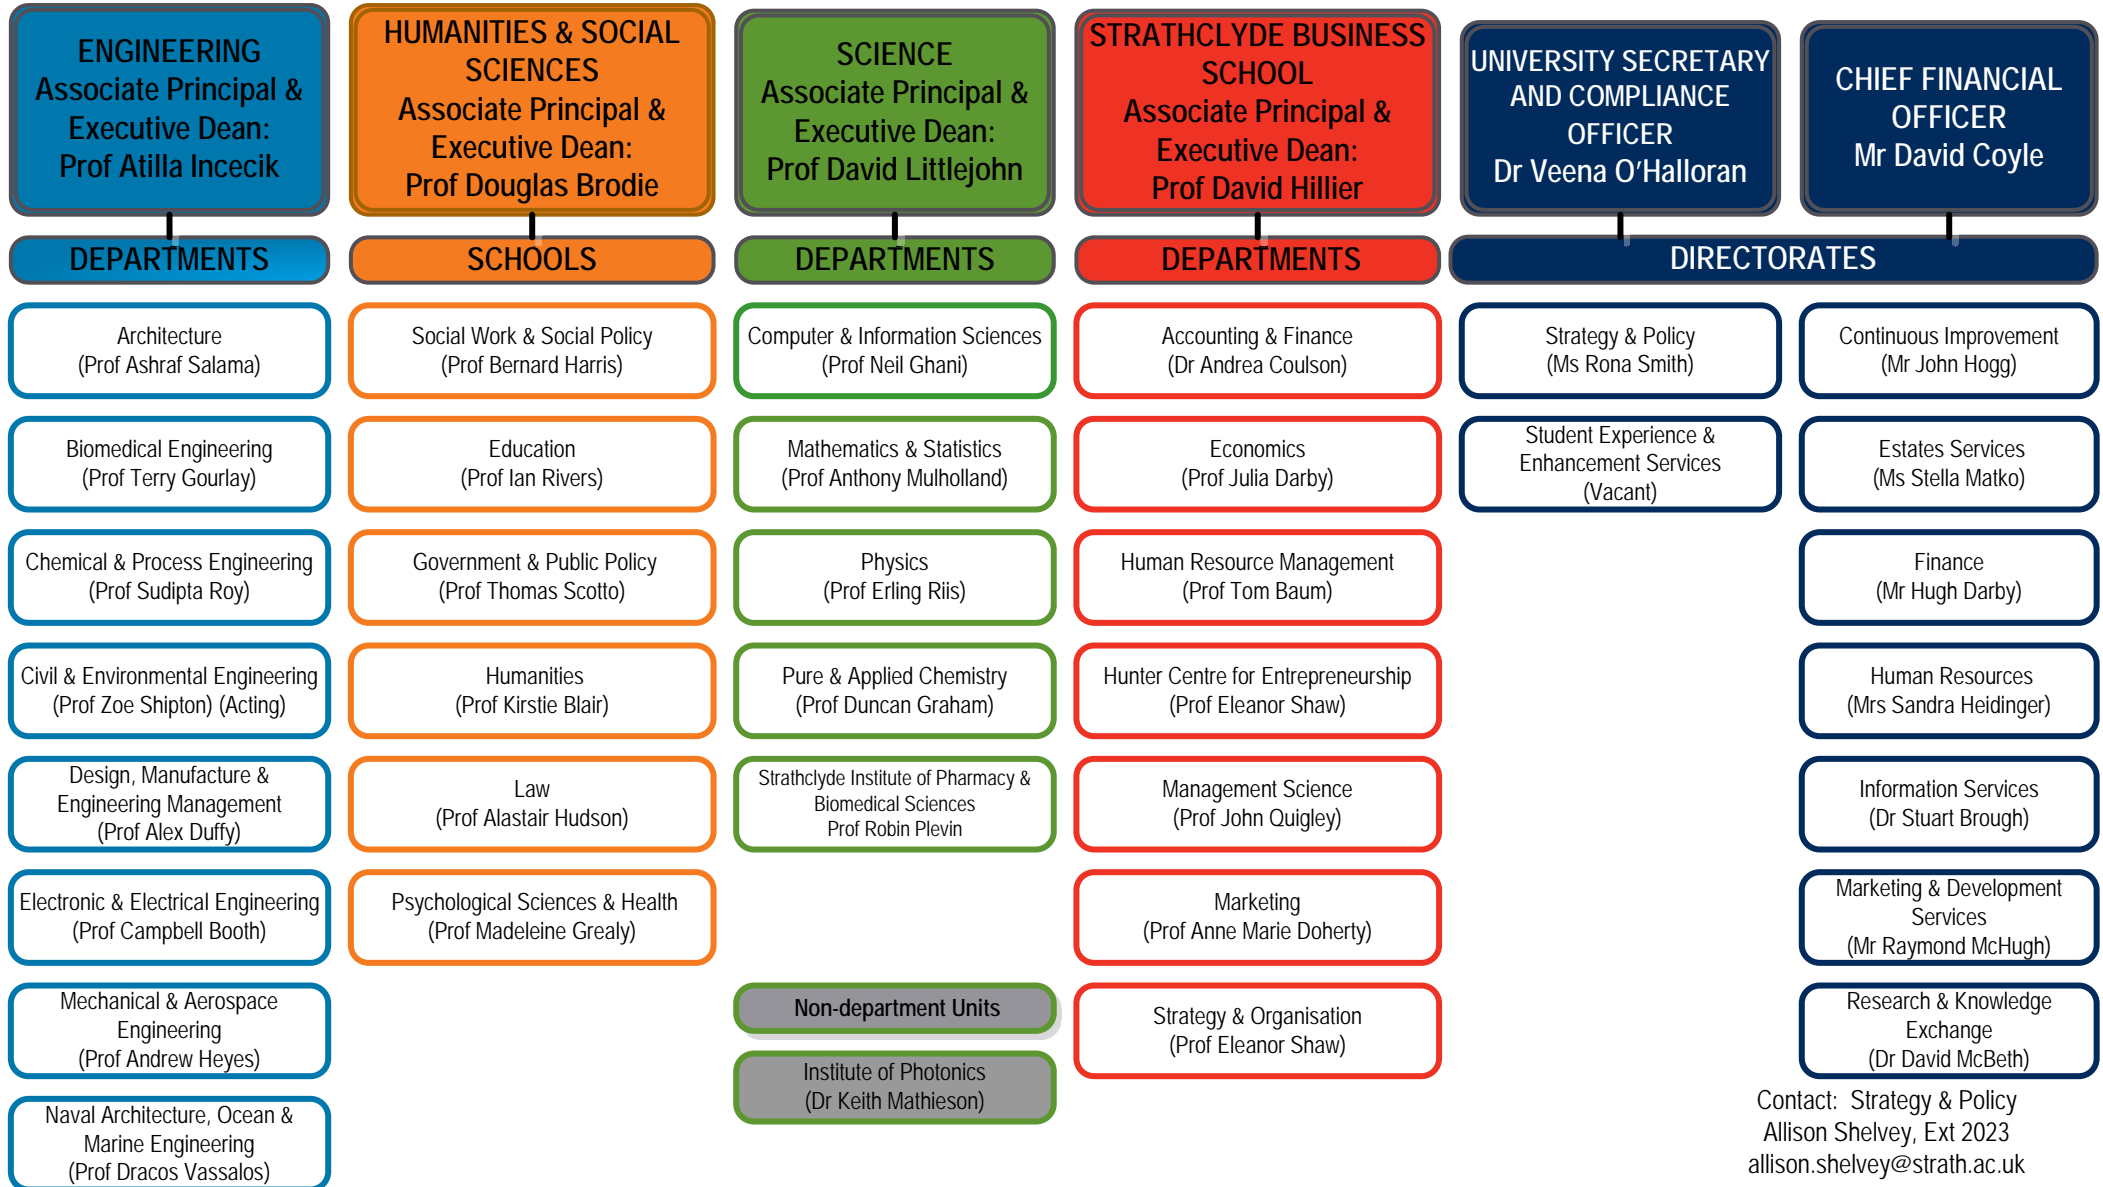 ENGINEERING
Associate Principal &
Executive Dean:
Prof Atilla Incecik
DEPARTMENTS
Architecture
(Prof Ashraf Salama)
Biomedical Engineering
(Prof Terry Gourlay)
Chemical & Process Engineering
(Prof Sudipta Roy)
Civil & Environmental Engineering
(Prof Zoe Shipton) (Acting)
Design, Manufacture &
Engineering Management
(Prof Alex Duffy)
Electronic & Electrical Engineering
(Prof Campbell Booth)
Mechanical & Aerospace
Engineering
(Prof Andrew Heyes)
Naval Architecture, Ocean &
Marine Engineering
(Prof Dracos Vassalos)
HUMANITIES & SOCIAL
SCIENCES
Associate Principal &
Executive Dean:
Prof Douglas Brodie
SCHOOLS
Social Work & Social Policy
(Prof Bernard Harris)
Education
(Prof Ian Rivers)
Government & Public Policy
(Prof Thomas Scotto)
Humanities
(Prof Kirstie Blair)
Law
(Prof Alastair Hudson)
Psychological Sciences & Health
(Prof Madeleine Grealy)
SCIENCE
Associate Principal &
Executive Dean:
Prof David Littlejohn
DEPARTMENTS
Computer & Information Sciences
(Prof Neil Ghani)
Mathematics & Statistics
(Prof Anthony Mulholland)
Physics
(Prof Erling Riis)
Pure & Applied Chemistry
(Prof Duncan Graham)
Strathclyde Institute of Pharmacy &
Biomedical Sciences
Prof Robin Plevin
Non-department Units
Institute of Photonics
(Dr Keith Mathieson)
STRATHCLYDE BUSINESS
SCHOOL
Associate Principal &
Executive Dean:
Prof David Hillier
DEPARTMENTS
Accounting & Finance
(Dr Andrea Coulson)
Economics
(Prof Julia Darby)
Human Resource Management
(Prof Tom Baum)
Hunter Centre for Entrepreneurship
(Prof Eleanor Shaw)
Management Science
(Prof John Quigley)
Marketing
(Prof Anne Marie Doherty)
Strategy & Organisation
(Prof Eleanor Shaw)
UNIVERSITY SECRETARY
AND COMPLIANCE
OFFICER
Dr Veena O'Halloran
CHIEF FINANCIAL
OFFICER
Mr David Coyle
DIRECTORATES
Strategy & Policy
(Ms Rona Smith)
Student Experience &
Enhancement Services
(Vacant)
Continuous Improvement
(Mr John Hogg)
Estates Services
(Ms Stella Matko)
Finance
(Mr Hugh Darby)
Human Resources
(Mrs Sandra Heidinger)
Information Services
(Dr Stuart Brough)
Marketing & Development
Services
(Mr Raymond McHugh)
Research & Knowledge
Exchange
(Dr David McBeth)
Contact: Strategy & Policy
Allison Shelvey, Ext 2023
allison.shelvey@strath.ac.uk